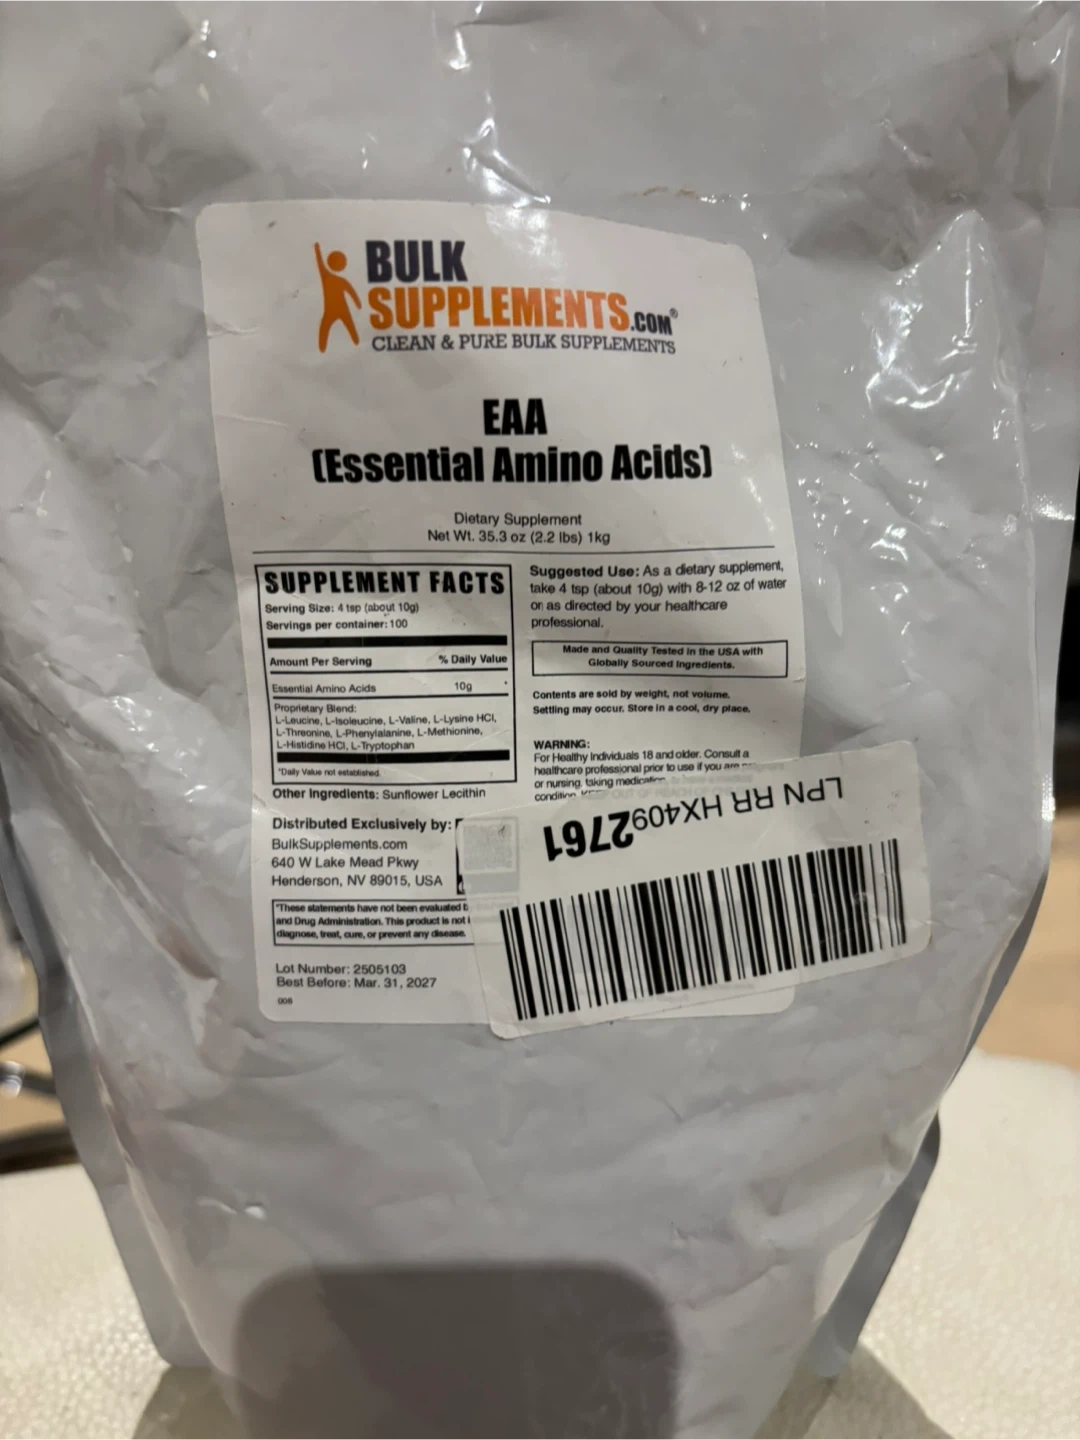 BULK
SUPPLEMENTS.COM®
CLEAN & PURE BULK SUPPLEMENTS
EAA
(Essential Amino Acids)
Dietary Supplement
Net Wt. 35.3 oz (2.2 lbs) 1kg
SUPPLEMENT FACTS
Serving Size: 4 tsp (about 10g)
Servings per container: 100
Amount Per Serving % Daily Value
Essential Amino Acids 10g *
Proprietary Blend:
L-Leucine, L-Isoleucine, L-Valine, L-Lysine HCl,
L-Threonine, L-Phenylalanine, L-Methionine,
L-Histidine HCl, L-Tryptophan
*Daily Value not established.
Other Ingredients: Sunflower Lecithin
Distributed Exclusively by:
BulkSupplements.com
640 W Lake Mead Pkwy
Henderson, NV 89015, USA
*These statements have not been evaluated
and Drug Administration. This product is not
diagnose, treat, cure, or prevent any disease.
Lot Number: 2505103
Best Before: Mar. 31, 2027
008
Suggested Use: As a dietary supplement,
take 4 tsp (about 10g) with 8-12 oz of water
or as directed by your healthcare
professional.
Made and Quality Tested in the USA with
Globally Sourced Ingredients.
Contents are sold by weight, not volume.
Settling may occur. Store in a cool, dry place.
WARNING:
For Healthy Individuals 18 and older. Consult a
healthcare professional prior to use if you are pregnant
or nursing, taking medication
condition. KEEP OUT OF REACH OF
LPN RR HX4092761